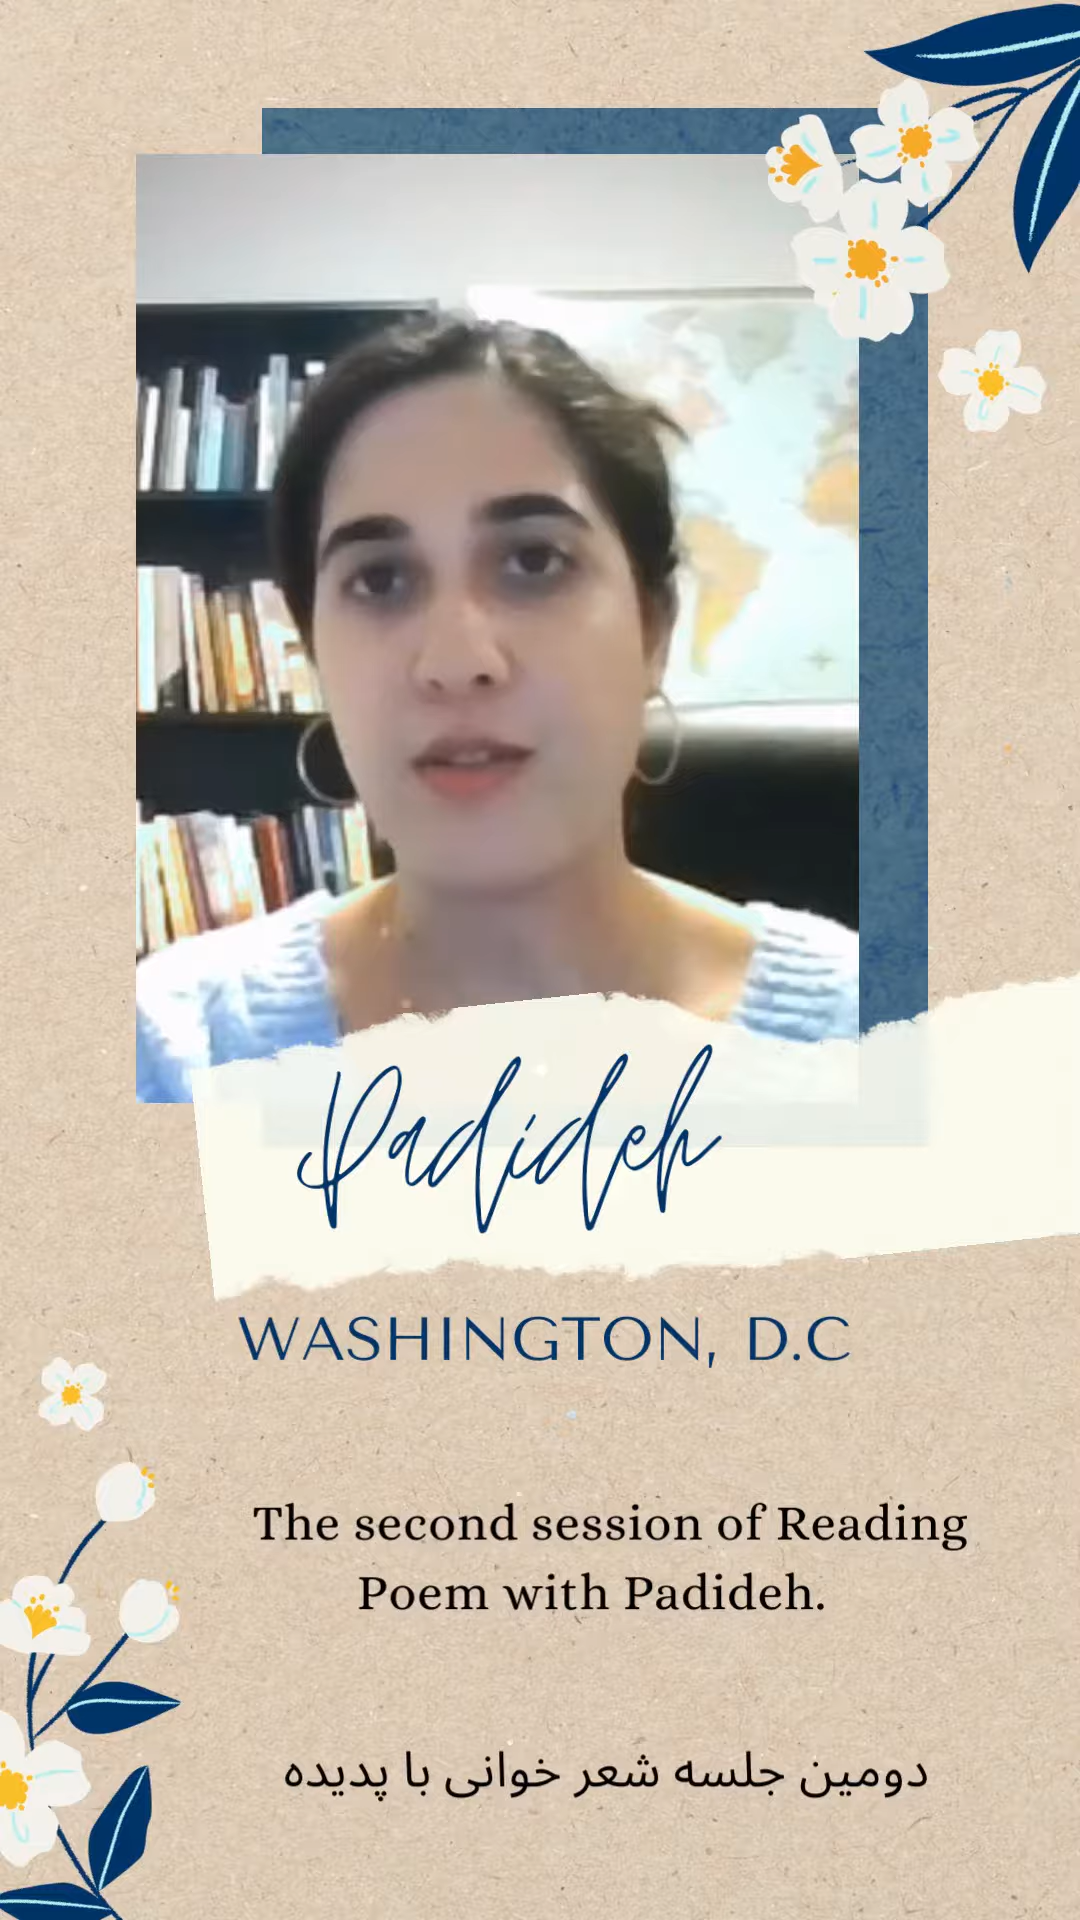 Padideh
WASHINGTON, D.C
The second session of Reading
Poem with Padideh.
دومین جلسه شعر خوانی با پدیده